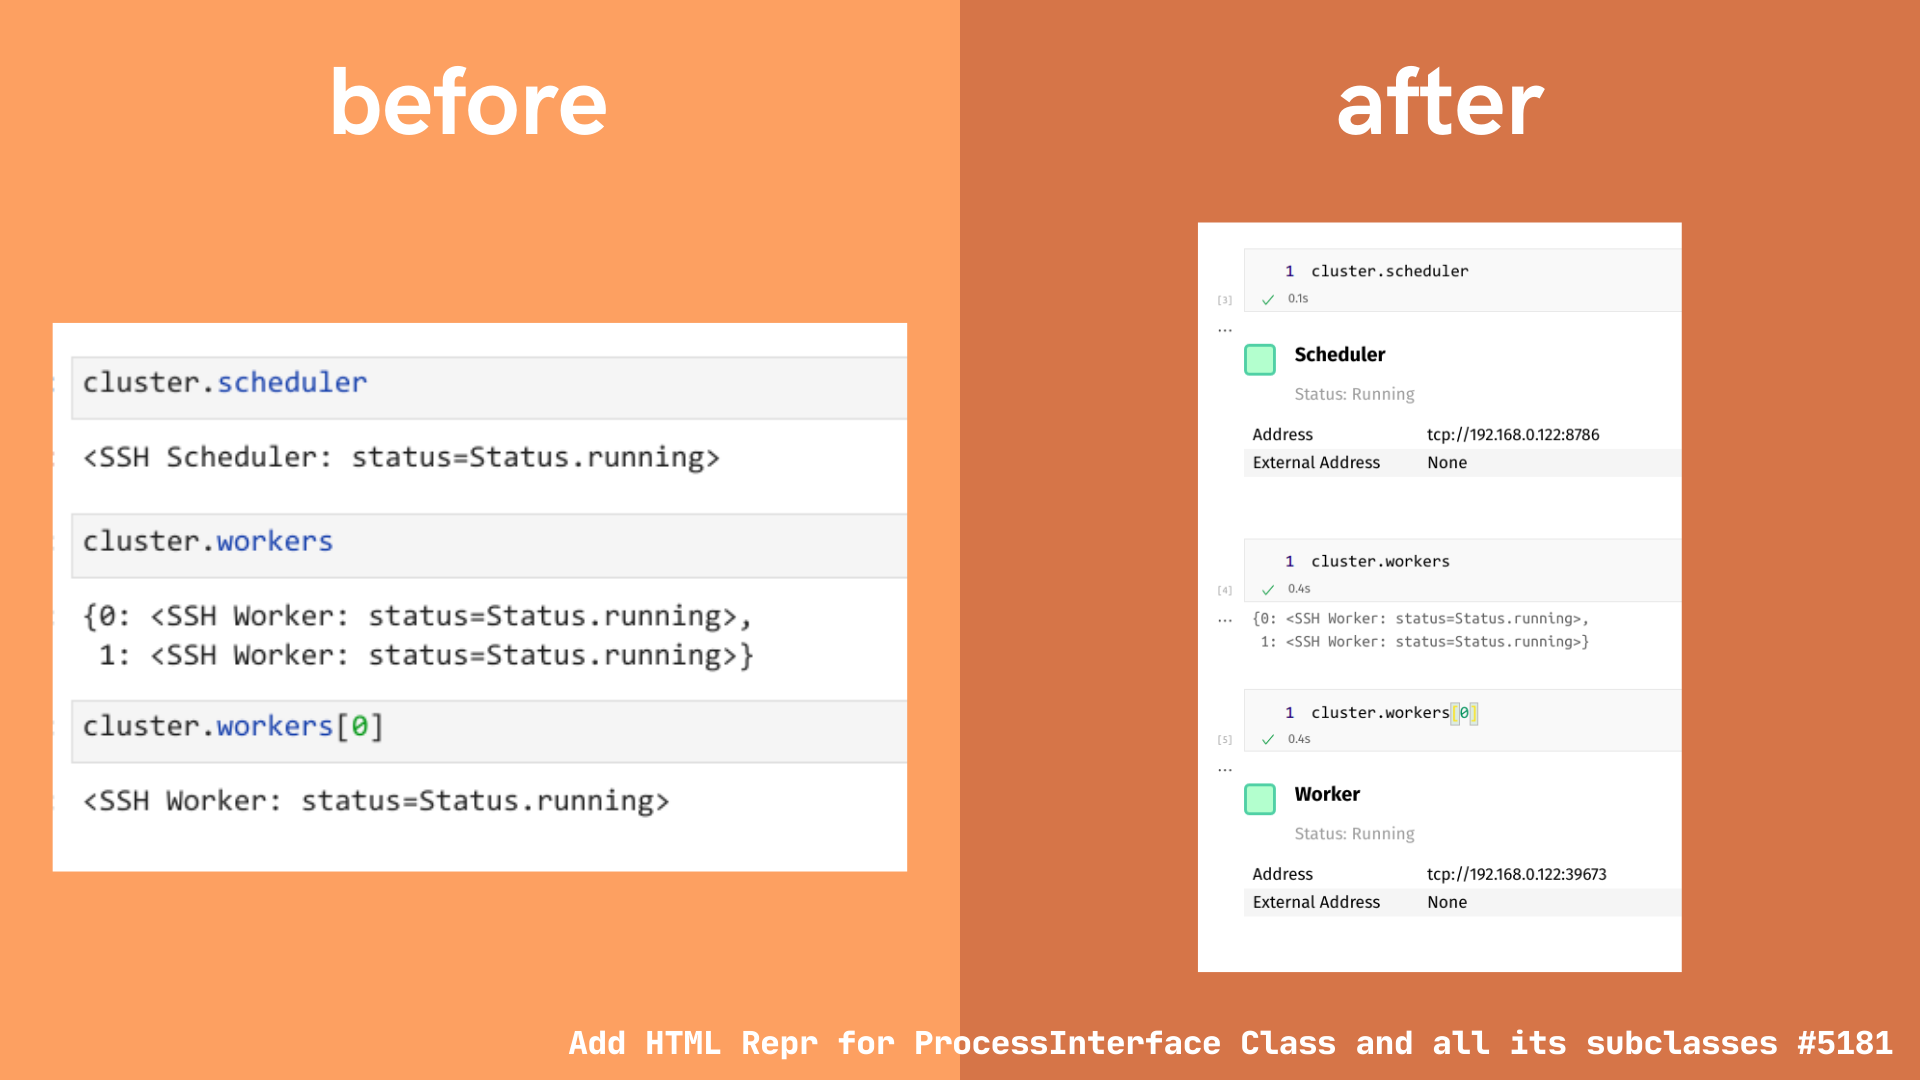 before
cluster.scheduler
<SSH Scheduler: status=Status.running>
cluster.workers
{0: <SSH Worker: status=Status.running>,
1: <SSH Worker: status=Status.running>}
cluster.workers[0]
<SSH Worker: status=Status.running>
after
1 cluster.scheduler
[3] ✓ 0.1s
...
Scheduler
Status: Running
Address tcp://192.168.0.122:8786
External Address None
1 cluster.workers
[4] ✓ 0.4s
... {0: <SSH Worker: status=Status.running>,
1: <SSH Worker: status=Status.running>}
1 cluster.workers[0]
[5] ✓ 0.4s
...
Worker
Status: Running
Address tcp://192.168.0.122:39673
External Address None
Add HTML Repr for ProcessInterface Class and all its subclasses #5181